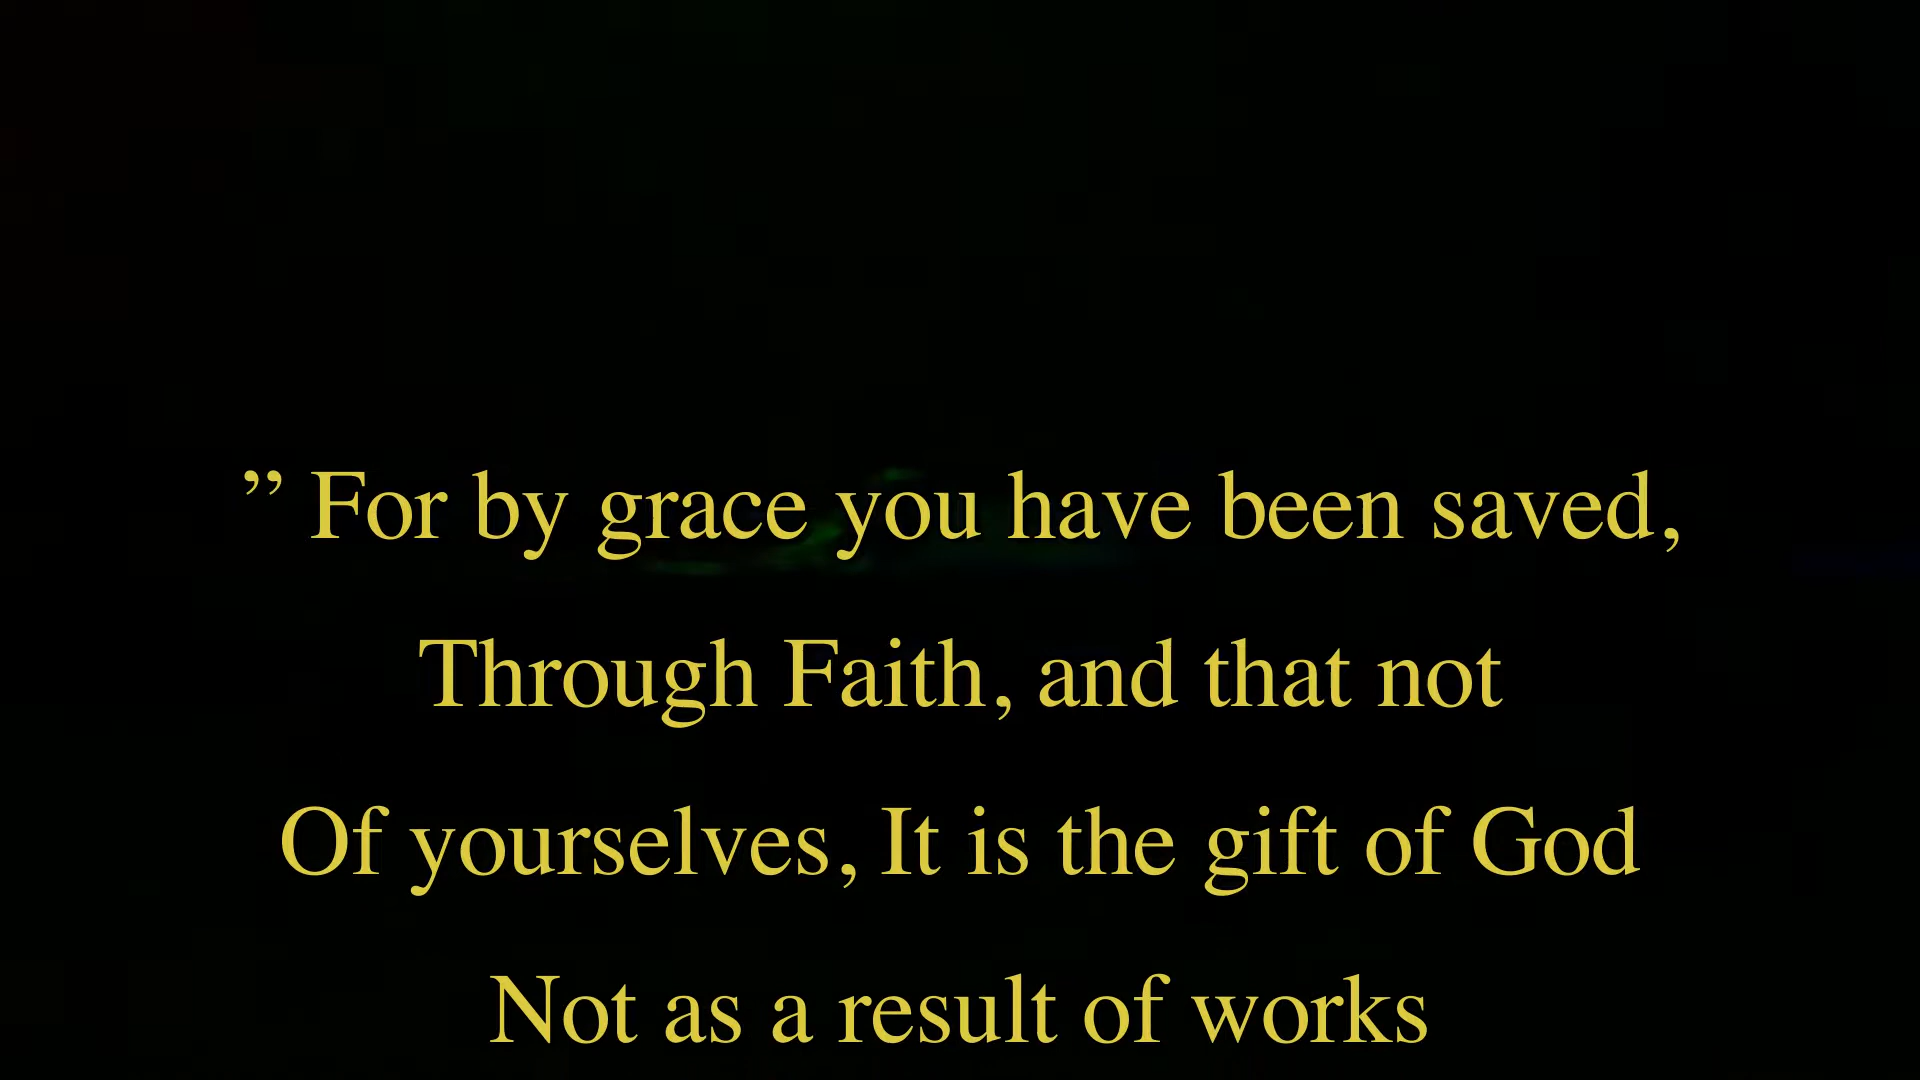 ” For by grace you have been saved,
Through Faith, and that not
Of yourselves, It is the gift of God
Not as a result of works